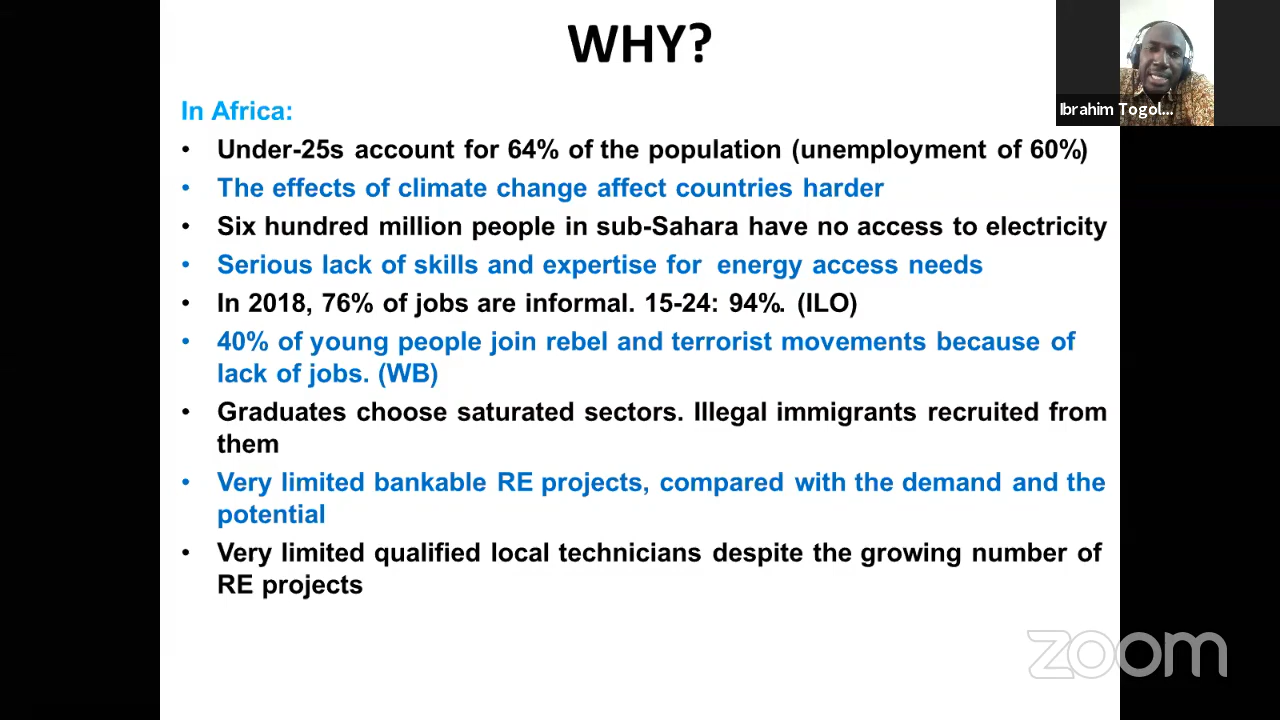 WHY?
In Africa:
• Under-25s account for 64% of the population (unemployment of 60%)
• The effects of climate change affect countries harder
• Six hundred million people in sub-Sahara have no access to electricity
• Serious lack of skills and expertise for energy access needs
• In 2018, 76% of jobs are informal. 15-24: 94%. (ILO)
• 40% of young people join rebel and terrorist movements because of
lack of jobs. (WB)
• Graduates choose saturated sectors. Illegal immigrants recruited from
them
• Very limited bankable RE projects, compared with the demand and the
potential
• Very limited qualified local technicians despite the growing number of
RE projects
Ibrahim Togol...
zoom